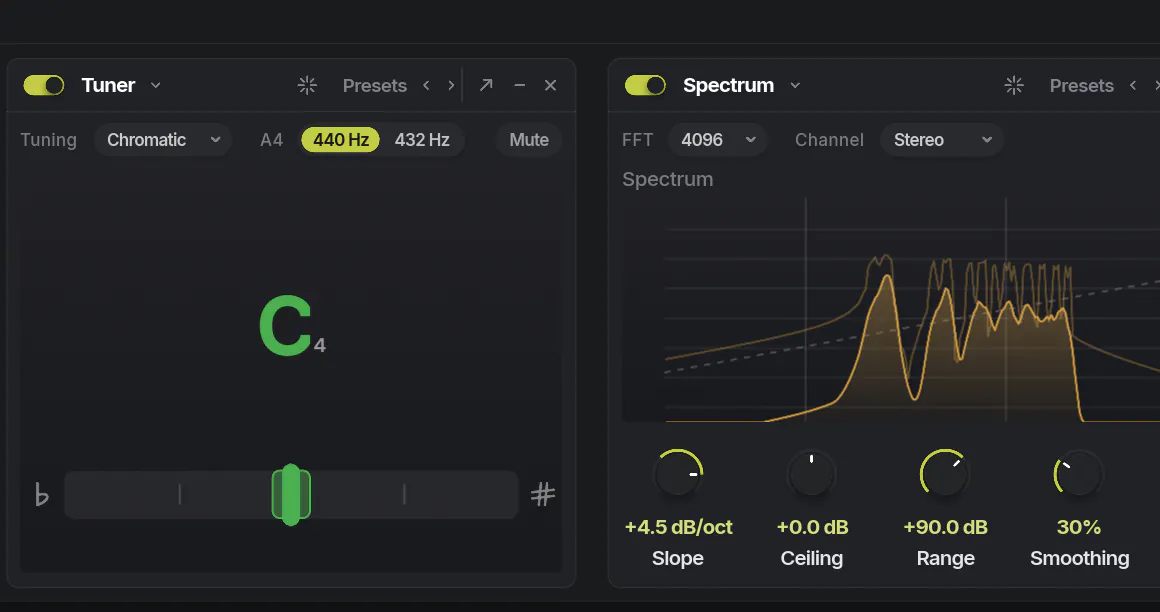 Tuner
Presets
Tuning Chromatic A4 440 Hz 432 Hz Mute
C4
♭ ♯
Spectrum
Presets
FFT 4096 Channel Stereo
Spectrum
+4.5 dB/oct +0.0 dB +90.0 dB 30%
Slope Ceiling Range Smoothing